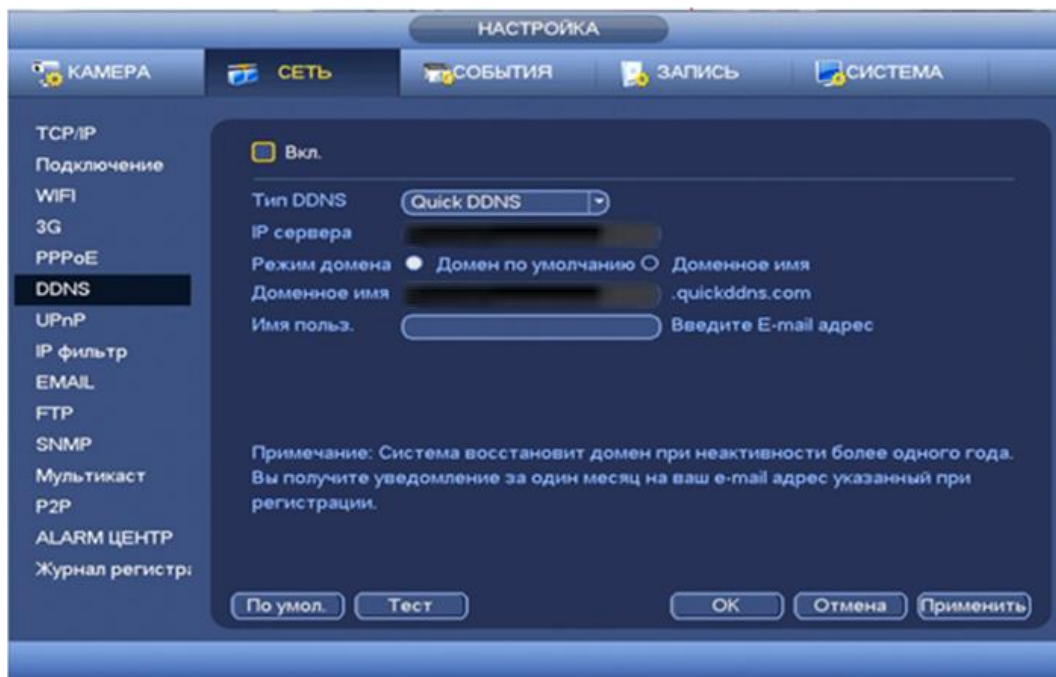 НАСТРОЙКА
КАМЕРА СЕТЬ СОБЫТИЯ ЗАПИСЬ СИСТЕМА
TCP/IP
Подключение
WIFI
3G
PPPoE
DDNS
UPnP
IP фильтр
EMAIL
FTP
SNMP
Мультикаст
P2P
ALARM ЦЕНТР
Журнал регистра
Вкл.
Тип DDNS Quick DDNS
IP сервера
Режим домена Домен по умолчанию Доменное имя
Доменное имя .quickddns.com
Имя польз. Введите E-mail адрес
Примечание: Система восстановит домен при неактивности более одного года.
Вы получите уведомление за один месяц на ваш e-mail адрес указанный при
регистрации.
По умол. Тест OK Отмена Применить